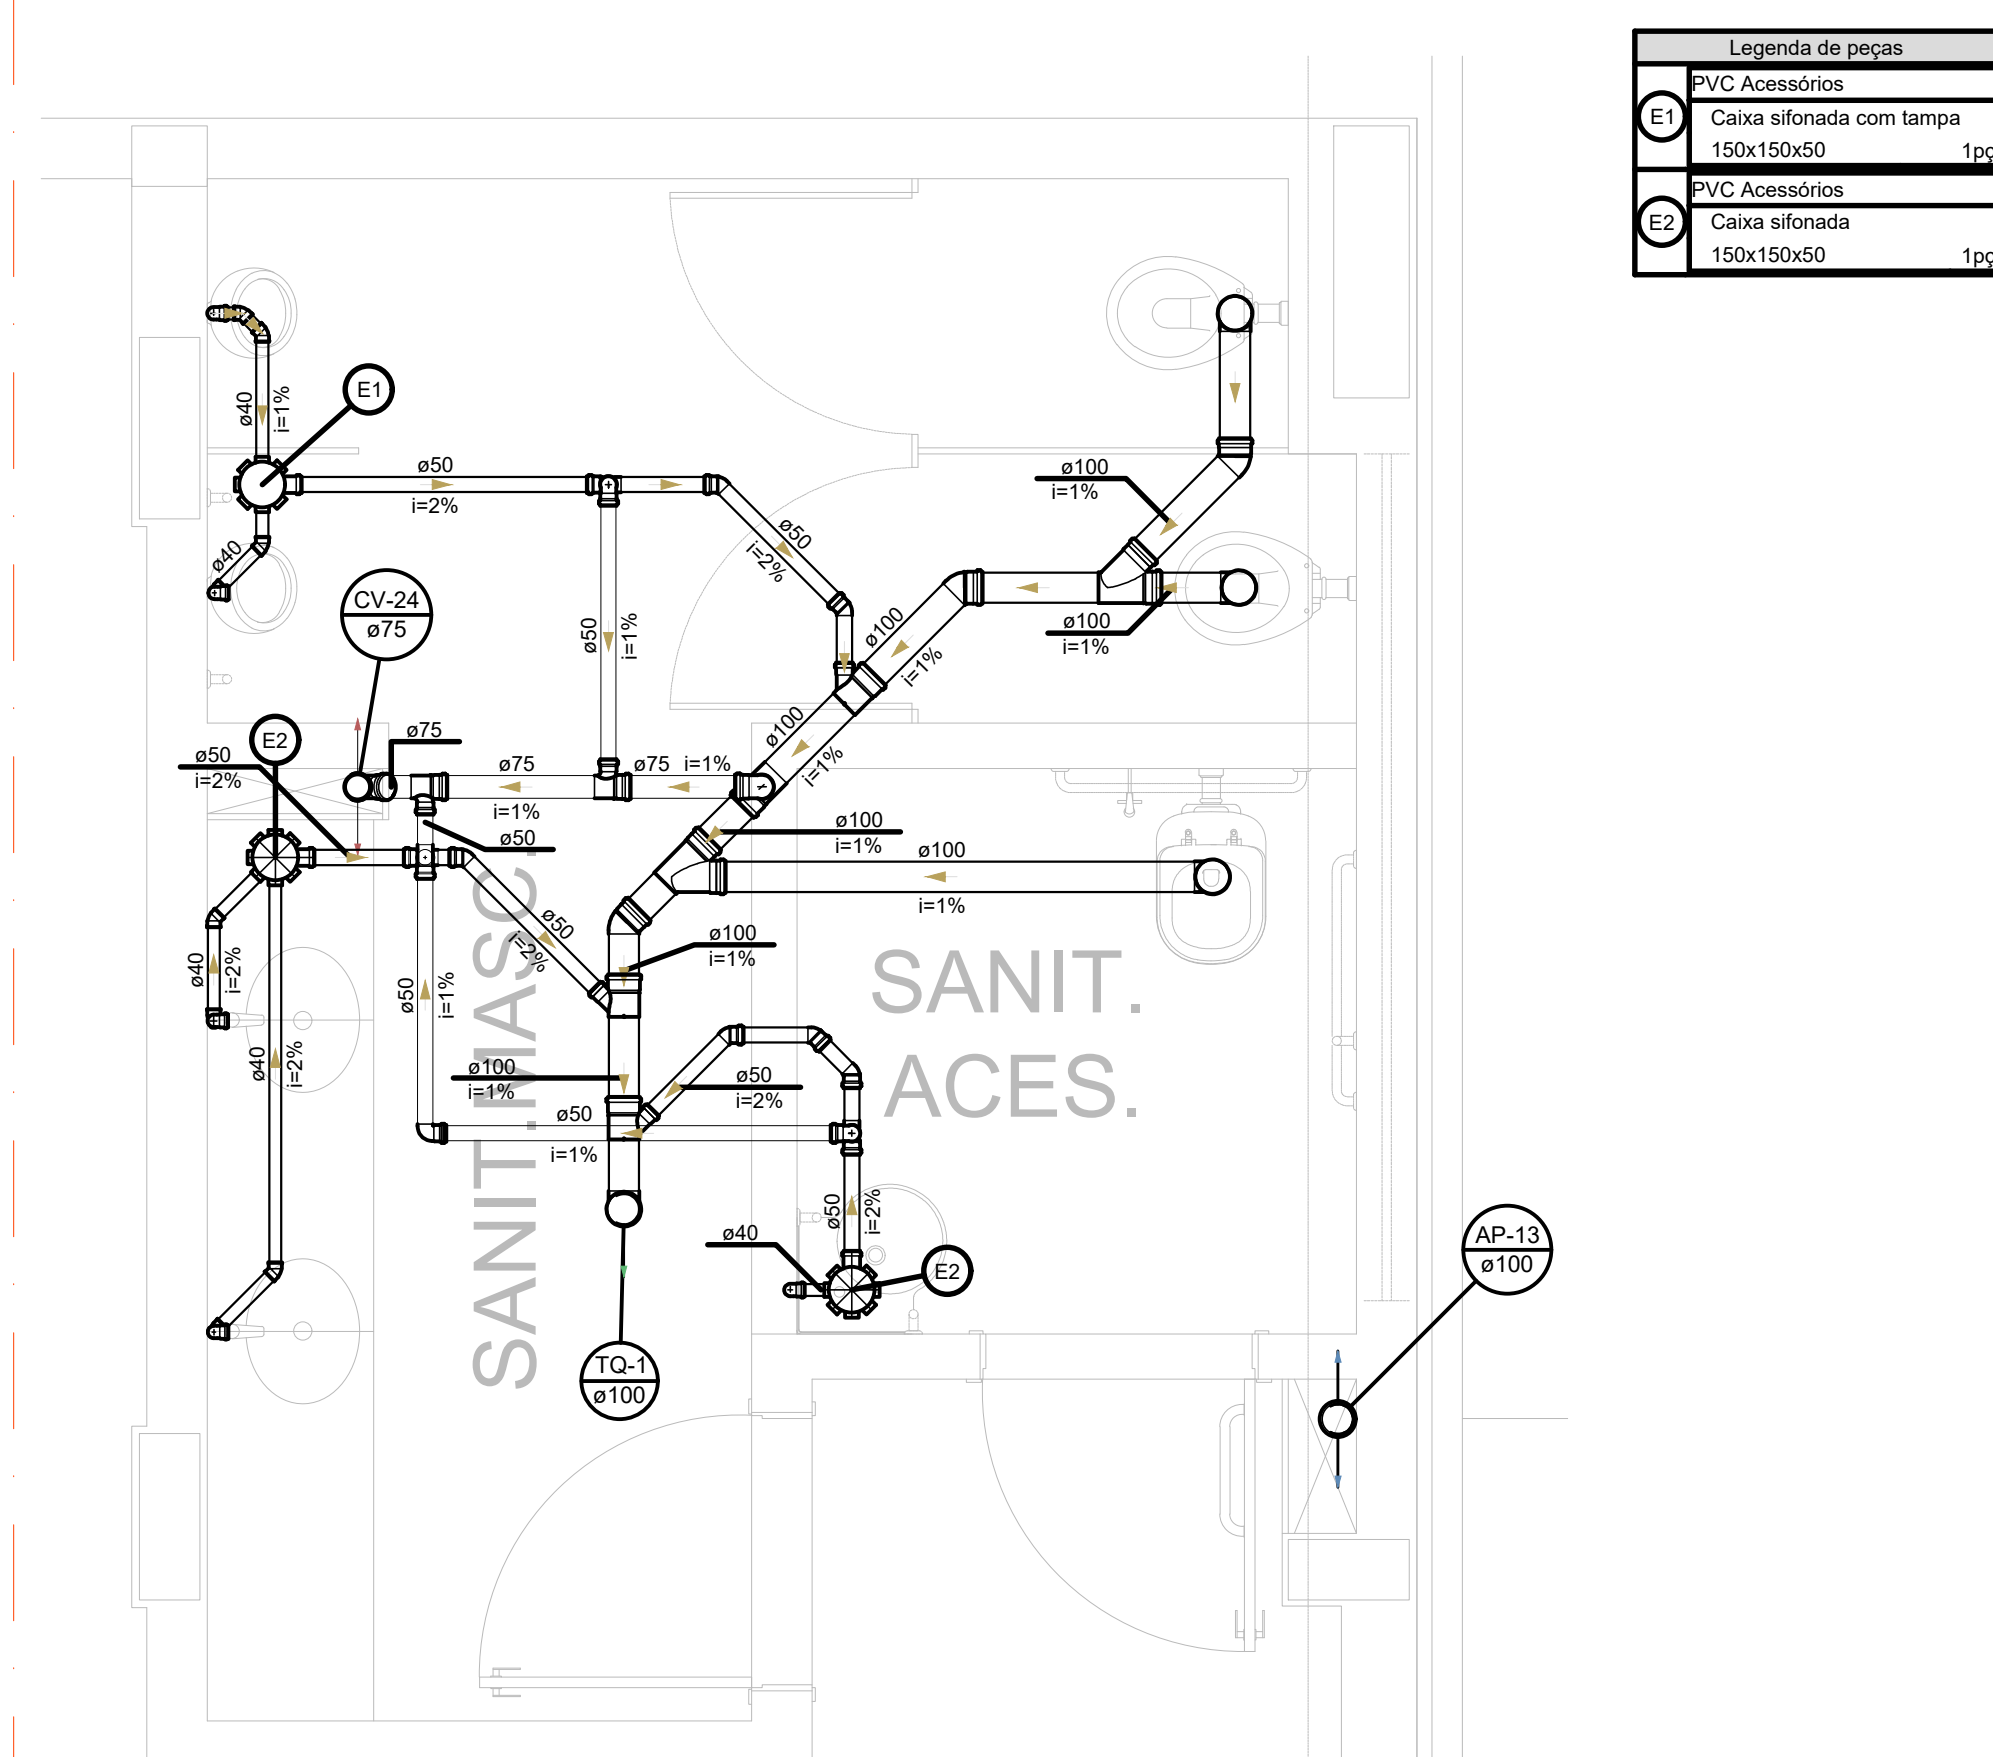 Legenda de peças
PVC Acessórios
E1
Caixa sifonada com tampa
150x150x50
PVC Acessórios
E2
Caixa sifonada
150x150x50
E1
ø40
i=1%
ø50
i=2%
ø100
i=1%
ø50
i=2%
ø40
CV-24
ø75
ø50
i=1%
ø100
i=1%
ø100
i=1%
E2
ø50
i=2%
ø75
ø75
i=1%
ø75
i=1%
ø100
i=1%
ø50
ø100
i=1%
ø100
i=1%
ø50
i=2%
ø100
i=1%
ø40
i=2%
ø50
i=1%
ø40
i=2%
SANIT.MASC.
SANIT.
ACES.
ø100
i=1%
ø50
i=2%
ø50
i=1%
ø50
i=2%
ø40
E2
AP-13
ø100
TQ-1
ø100